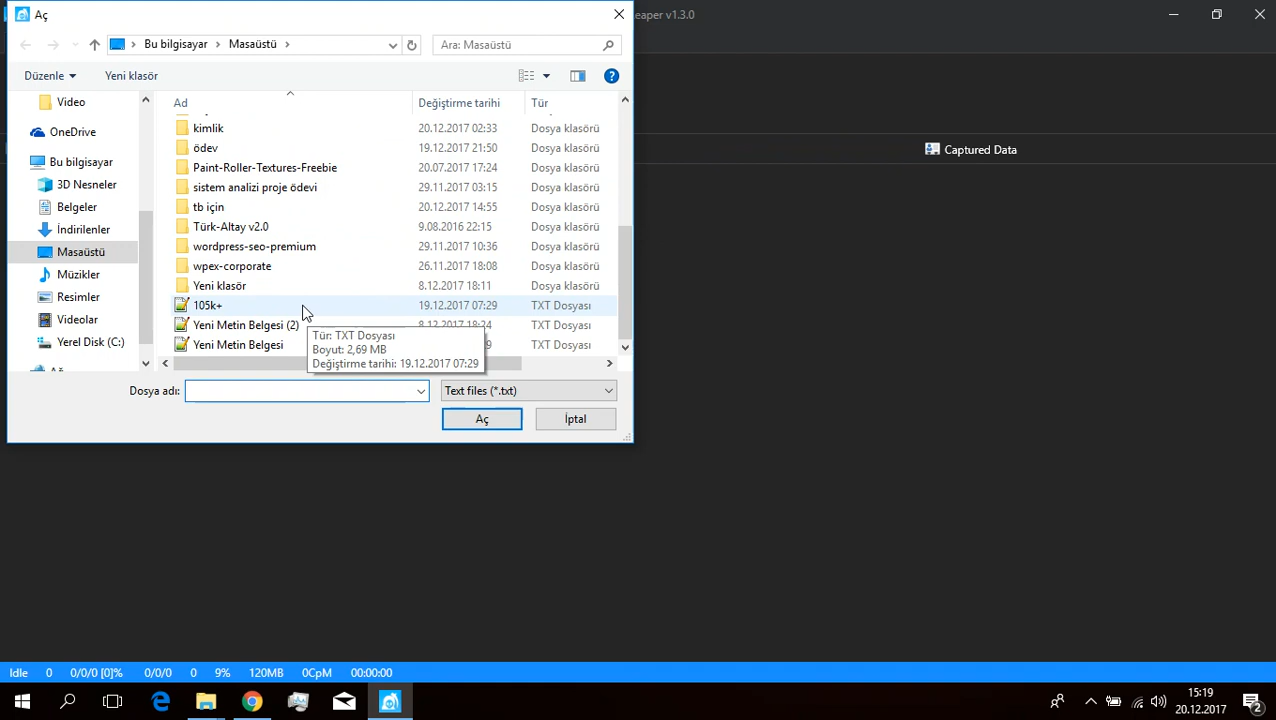 Aç
eaper v1.3.0
Bu bilgisayar
Masaüstü
Ara: Masaüstü
Düzenle
Yeni klasör
Ad
Değiştirme tarihi
Tür
Captured Data
Video
OneDrive
Bu bilgisayar
3D Nesneler
Belgeler
İndirilenler
Masaüstü
Müzikler
Resimler
Videolar
Yerel Disk (C:)
kimlik 20.12.2017 02:33 Dosya klasörü
ödev 19.12.2017 21:50 Dosya klasörü
Paint-Roller-Textures-Freebie 20.07.2017 17:24 Dosya klasörü
sistem analizi proje ödevi 29.11.2017 03:15 Dosya klasörü
tb için 20.12.2017 14:55 Dosya klasörü
Türk-Altay v2.0 9.08.2016 22:15 Dosya klasörü
wordpress-seo-premium 29.11.2017 10:36 Dosya klasörü
wpex-corporate 26.11.2017 18:08 Dosya klasörü
Yeni klasör 8.12.2017 18:11 Dosya klasörü
105k+ 19.12.2017 07:29 TXT Dosyası
Yeni Metin Belgesi (2) 8.12.2017 18:24 TXT Dosyası
Yeni Metin Belgesi 9 TXT Dosyası
Tür: TXT Dosyası
Boyut: 2,69 MB
Değiştirme tarihi: 19.12.2017 07:29
Dosya adı:
Text files (*.txt)
Aç
İptal
Idle 0 0/0/0 [0]% 0/0/0 0 9% 120MB 0CpM 00:00:00
15:19
20.12.2017
2